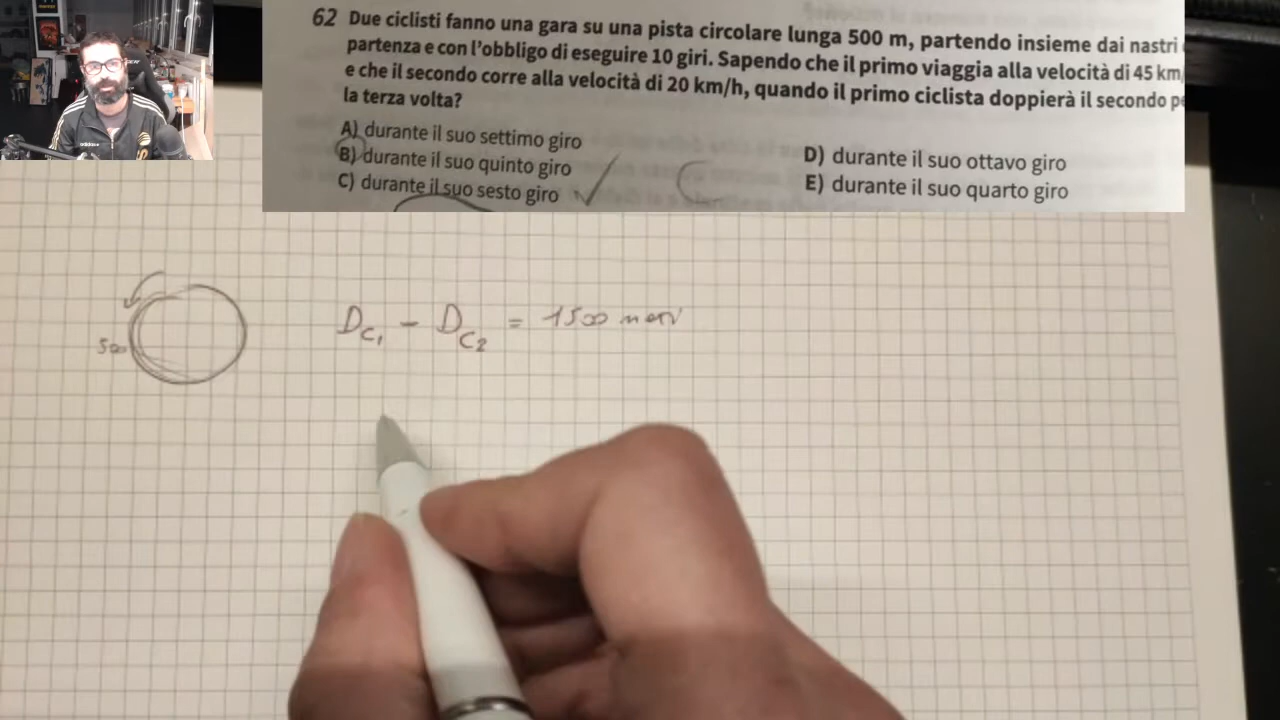 62 Due ciclisti fanno una gara su una pista circolare lunga 500 m, partendo insieme dai nastri
partenza e con l'obbligo di eseguire 10 giri. Sapendo che il primo viaggia alla velocità di 45 km
e che il secondo corre alla velocità di 20 km/h, quando il primo ciclista doppierà il secondo
la terza volta?
A) durante il suo settimo giro
B) durante il suo quinto giro
C) durante il suo sesto giro
D) durante il suo ottavo giro
E) durante il suo quarto giro
D_C1 - D_C2 = 1500 metri
500